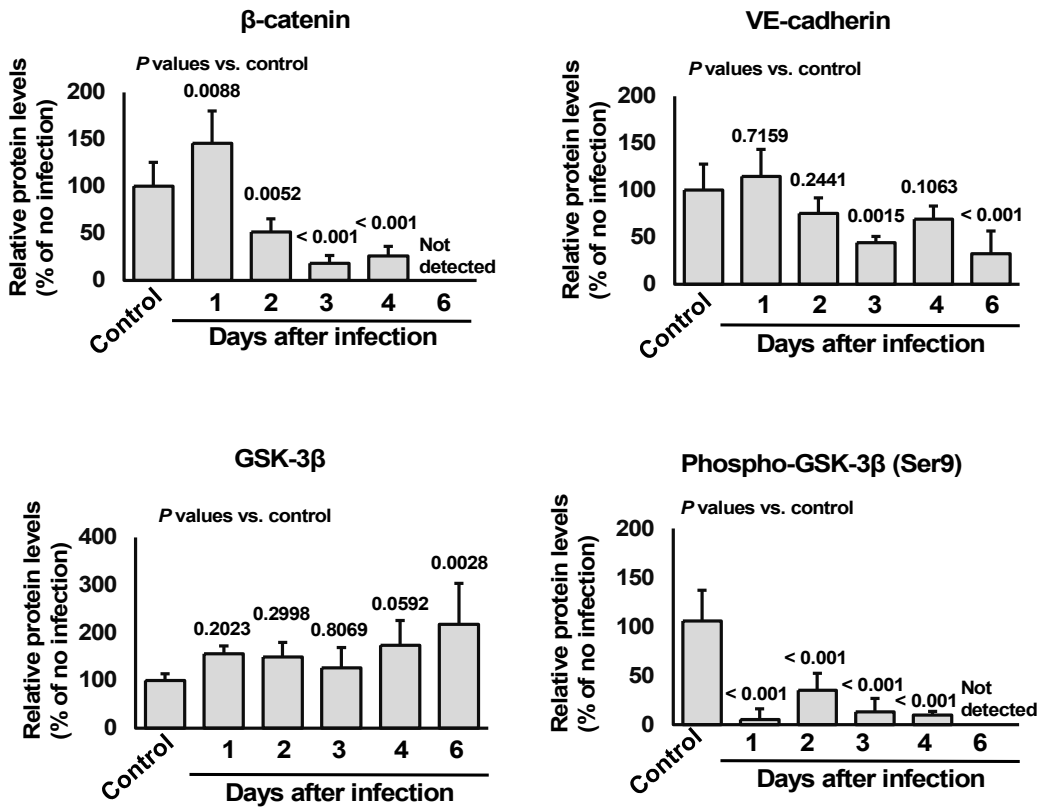 β-catenin
P values vs. control
Relative protein levels
(% of no infection)
200
150
100
50
0
0.0088
0.0052
< 0.001
< 0.001
Not
detected
Control
1 2 3 4 6
Days after infection
VE-cadherin
P values vs. control
Relative protein levels
(% of no infection)
200
150
100
50
0
0.7159
0.2441
0.0015
0.1063
< 0.001
Control
1 2 3 4 6
Days after infection
GSK-3β
P values vs. control
Relative protein levels
(% of no infection)
400
300
200
100
0
0.2023
0.2998
0.8069
0.0592
0.0028
Control
1 2 3 4 6
Days after infection
Phospho-GSK-3β (Ser9)
P values vs. control
Relative protein levels
(% of no infection)
200
150
100
50
0
< 0.001
< 0.001
< 0.001
< 0.001
Not
detected
Control
1 2 3 4 6
Days after infection